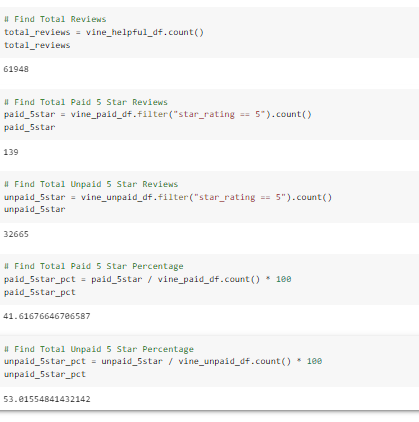 # Find Total Reviews
total_reviews = vine_helpful_df.count()
total_reviews
61948
# Find Total Paid 5 Star Reviews
paid_5star = vine_paid_df.filter("star_rating == 5").count()
paid_5star
139
# Find Total Unpaid 5 Star Reviews
unpaid_5star = vine_unpaid_df.filter("star_rating == 5").count()
unpaid_5star
32665
# Find Total Paid 5 Star Percentage
paid_5star_pct = paid_5star / vine_paid_df.count() * 100
paid_5star_pct
41.61676646706587
# Find Total Unpaid 5 Star Percentage
unpaid_5star_pct = unpaid_5star / vine_unpaid_df.count() * 100
unpaid_5star_pct
53.01554841432142